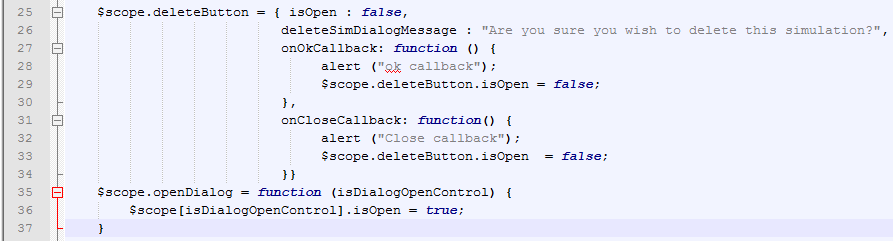 25 $scope.deleteButton = { isOpen : false,
26 deleteSimDialogMessage : "Are you sure you wish to delete this simulation?",
27 onOkCallback: function () {
28 alert ("ok callback");
29 $scope.deleteButton.isOpen = false;
30 },
31 onCloseCallback: function() {
32 alert ("Close callback");
33 $scope.deleteButton.isOpen  = false;
34 }}
35 $scope.openDialog = function (isDialogOpenControl) {
36 $scope[isDialogOpenControl].isOpen = true;
37 }